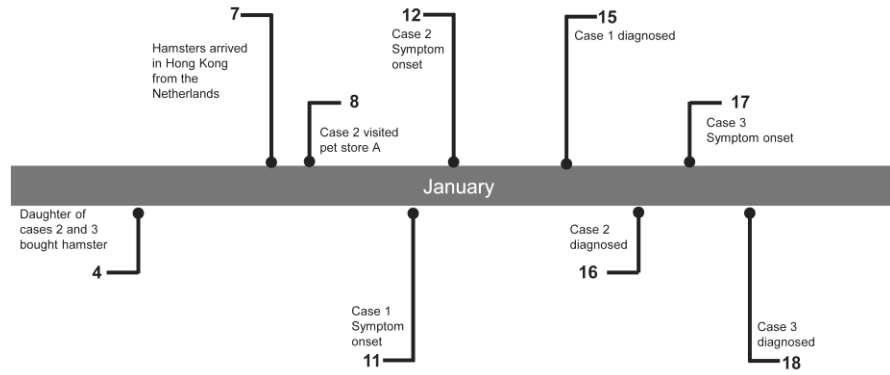 7
Hamsters arrived
in Hong Kong
from the
Netherlands
8
Case 2 visited
pet store A
12
Case 2
Symptom
onset
15
Case 1 diagnosed
17
Case 3
Symptom onset
January
Daughter of
cases 2 and 3
bought hamster
4
Case 1
Symptom
onset
11
Case 2
diagnosed
16
Case 3
diagnosed
18